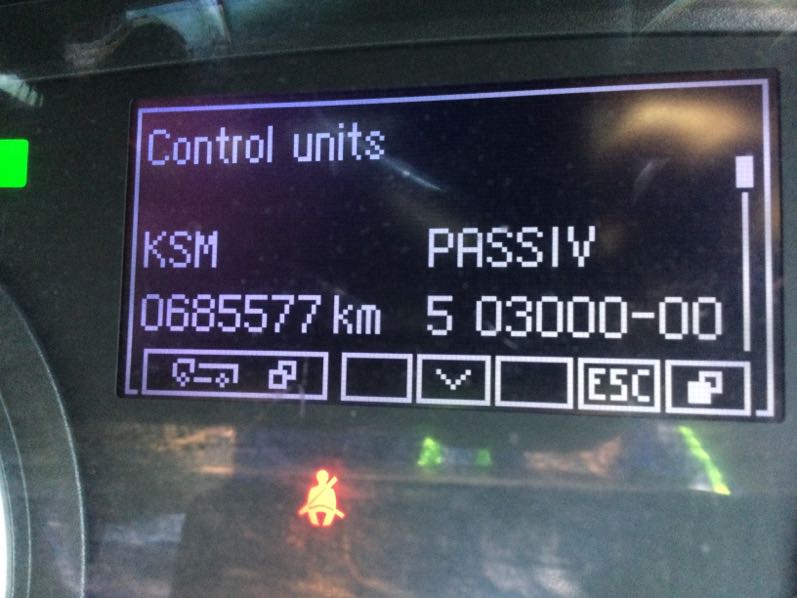 Control units
KSM PASSIV
0685577 km 5 03000-00
ESC